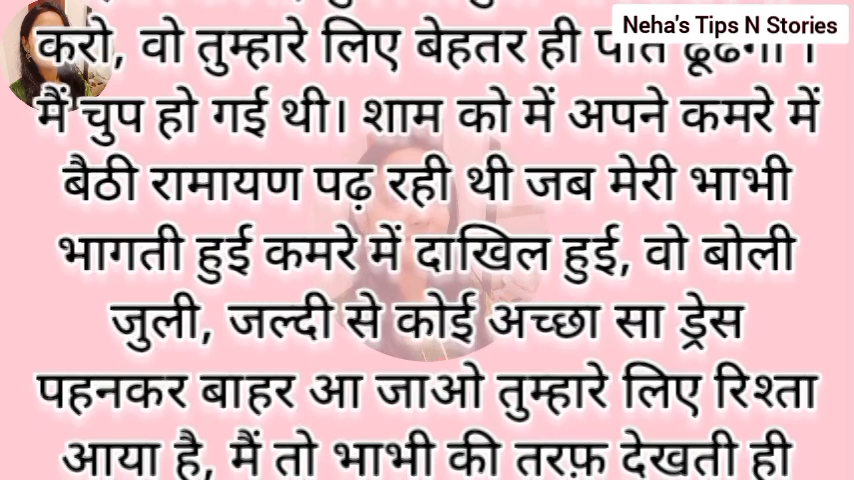 Neha's Tips N Stories
करो, वो तुम्हारे लिए बेहतर ही पति ढूंढेगा ।
मैं चुप हो गई थी। शाम को में अपने कमरे में
बैठी रामायण पढ़ रही थी जब मेरी भाभी
भागती हुई कमरे में दाखिल हुई, वो बोली
जुली, जल्दी से कोई अच्छा सा ड्रेस
पहनकर बाहर आ जाओ तुम्हारे लिए रिश्ता
आया है, मैं तो भाभी की तरफ़ देखती ही